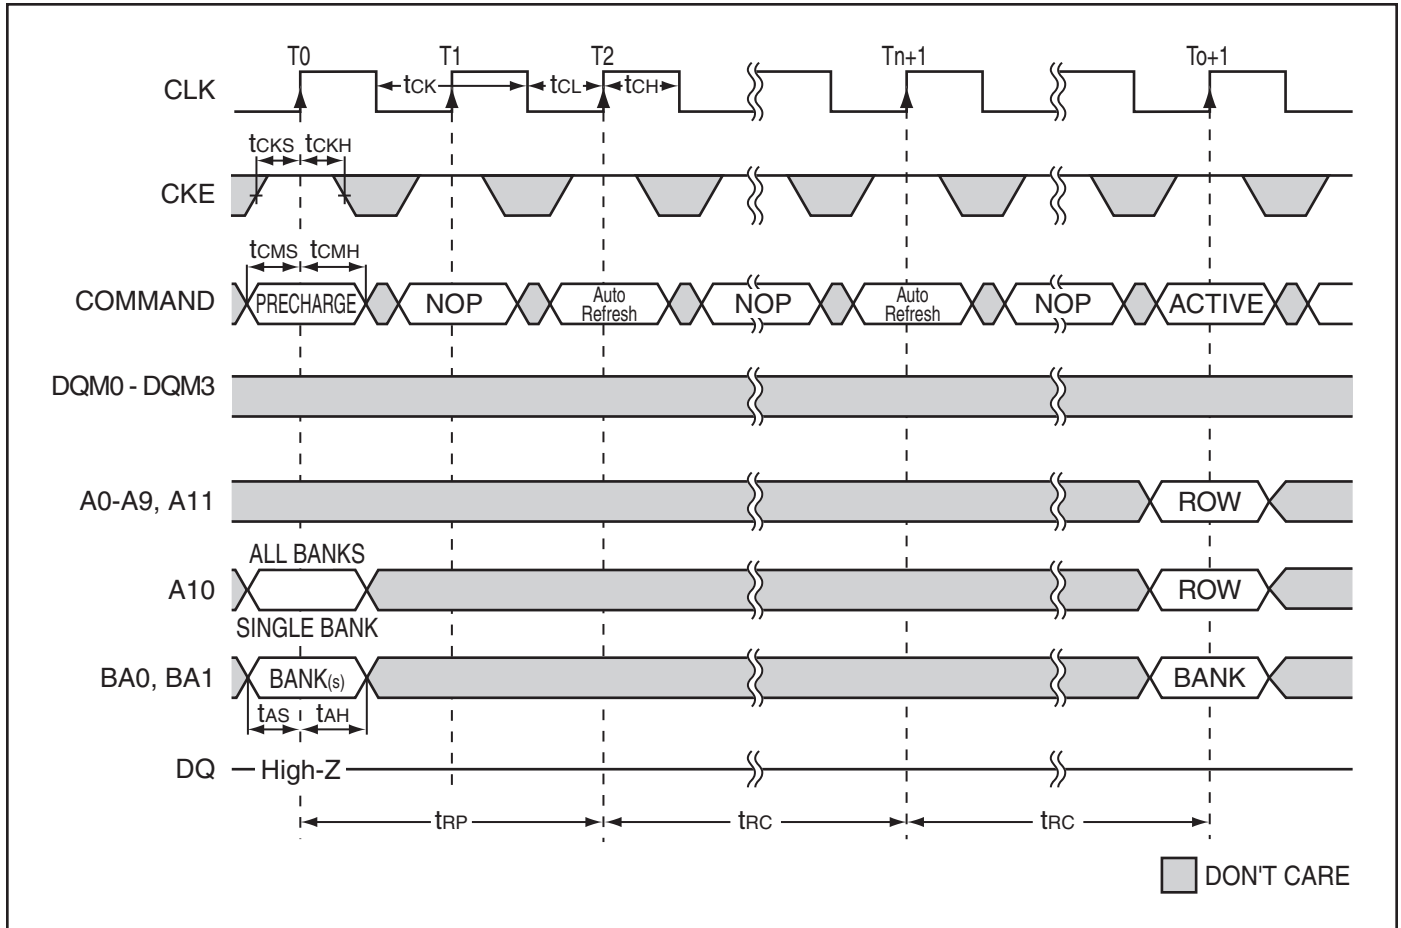 T0 T1 T2 Tn+1 To+1
CLK tCK tCL tCH
tCKS tCKH
CKE
tCMS tCMH
COMMAND PRECHARGE NOP Auto Refresh NOP Auto Refresh NOP ACTIVE
DQM0 - DQM3
A0-A9, A11 ROW
ALL BANKS
A10 ROW
SINGLE BANK
BA0, BA1 BANK(s) BANK
tAS tAH
DQ High-Z
tRP tRC tRC
DON'T CARE